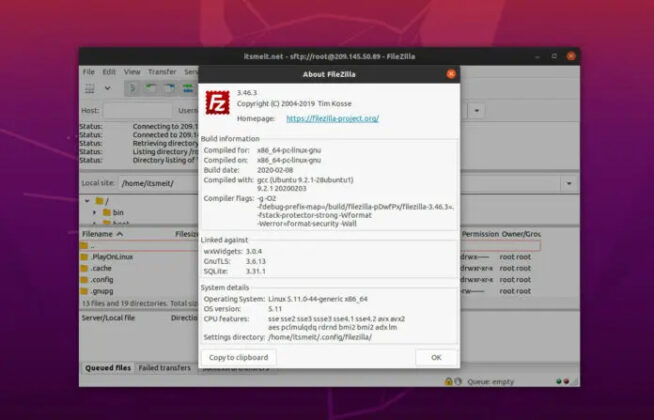 itsmeit.net - sftp://root@209.145.50.69 - FileZilla
File Edit View Transfer
About FileZilla
3.46.3
Copyright (C) 2004-2019 Tim Kosse
Homepage: https://filezilla-project.org/
Host:
Status: Connecting to 209.1
Status: Connected to 209.1
Status: Retrieving directory
Status: Listing directory /ro
Status: Directory listing of
Build information
Compiled for: x86_64-pc-linux-gnu
Compiled on: x86_64-pc-linux-gnu
Build date: 2020-02-08
Compiled with: gcc (Ubuntu 9.2.1-28ubuntu1)
9.2.1 20200203
Compiler flags: -g -O2
-fdebug-prefix-map=/build/filezilla-pDwfPx/filezilla-3.46.3=.
-fstack-protector-strong -Wformat
-Werror=format-security -Wall
Local site: /home/itsmeit/
/
bin
Filename Filesiz
Permission Owner/Grou
..
.PlayOnLinux drwx------ root root
.cache drwxr-xr-x root root
.config drwxr-xr-x root root
.gnupg drwx------ root root
13 files and 19 directories. Total siz
Linked against
wxWidgets: 3.0.4
GnuTLS: 3.6.13
SQLite: 3.31.1
System details
Operating System: Linux 5.11.0-44-generic x86_64
OS version: 5.11
CPU features: sse sse2 sse3 ssse3 sse4.1 sse4.2 avx avx2
aes pclmulqdq rdrnd bmi2 bmi2 adx lm
Settings directory: /home/itsmeit/.config/filezilla/
Server/Local file Directio
Copy to clipboard OK
Queued files Failed transfers
Queue: empty